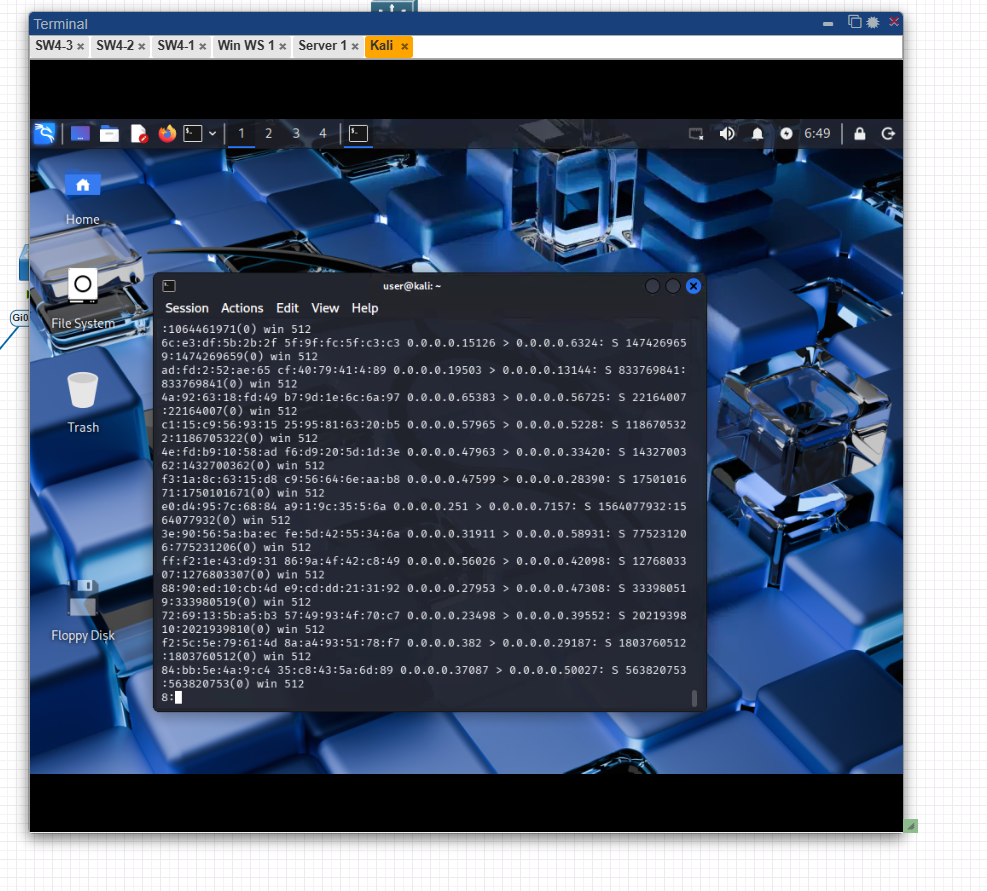 Terminal
SW4-3 × SW4-2 × SW4-1 × Win WS 1 × Server 1 × Kali ×
1 2 3 4 6:49
Home
File System
Trash
Floppy Disk
Gi0
user@kali: ~
Session Actions Edit View Help
:1064461971(0) win 512
6c:e3:df:5b:2b:2f 5f:9f:fc:5f:c3:c3 0.0.0.0.15126 > 0.0.0.0.6324: S 147426965
9:1474269659(0) win 512
ad:fd:2:52:ae:65 cf:40:79:41:4:89 0.0.0.0.19503 > 0.0.0.0.13144: S 833769841:
833769841(0) win 512
4a:92:63:18:fd:49 b7:9d:1e:6c:6a:97 0.0.0.0.65383 > 0.0.0.0.56725: S 22164007
:22164007(0) win 512
c1:15:c9:56:93:15 25:95:81:63:20:b5 0.0.0.0.57965 > 0.0.0.0.5228: S 118670532
2:1186705322(0) win 512
4e:fd:b9:10:58:ad f6:d9:20:5d:1d:3e 0.0.0.0.47963 > 0.0.0.0.33420: S 14327003
62:1432700362(0) win 512
f3:1a:8c:63:15:d8 c9:56:64:6e:aa:b8 0.0.0.0.47599 > 0.0.0.0.28390: S 17501016
71:1750101671(0) win 512
e0:d4:95:7c:68:84 a9:1:9c:35:5:6a 0.0.0.0.251 > 0.0.0.0.7157: S 1564077932:15
64077932(0) win 512
3e:90:56:5a:ba:ec fe:5d:42:55:34:6a 0.0.0.0.31911 > 0.0.0.0.58931: S 77523120
6:775231206(0) win 512
ff:f2:1e:43:d9:31 86:9a:4f:42:c8:49 0.0.0.0.56026 > 0.0.0.0.42098: S 12768033
07:1276803307(0) win 512
88:90:ed:10:cb:4d e9:cd:dd:21:31:92 0.0.0.0.27953 > 0.0.0.0.47308: S 33398051
9:333980519(0) win 512
72:69:13:5b:a5:b3 57:49:93:4f:70:c7 0.0.0.0.23498 > 0.0.0.0.39552: S 20219398
10:2021939810(0) win 512
f2:5c:5e:79:61:4d 8a:a4:93:51:78:f7 0.0.0.0.382 > 0.0.0.0.29187: S 1803760512
:1803760512(0) win 512
84:bb:5e:4a:9:c4 35:c8:43:5a:6d:89 0.0.0.0.37087 > 0.0.0.0.50027: S 563820753
:563820753(0) win 512
8: